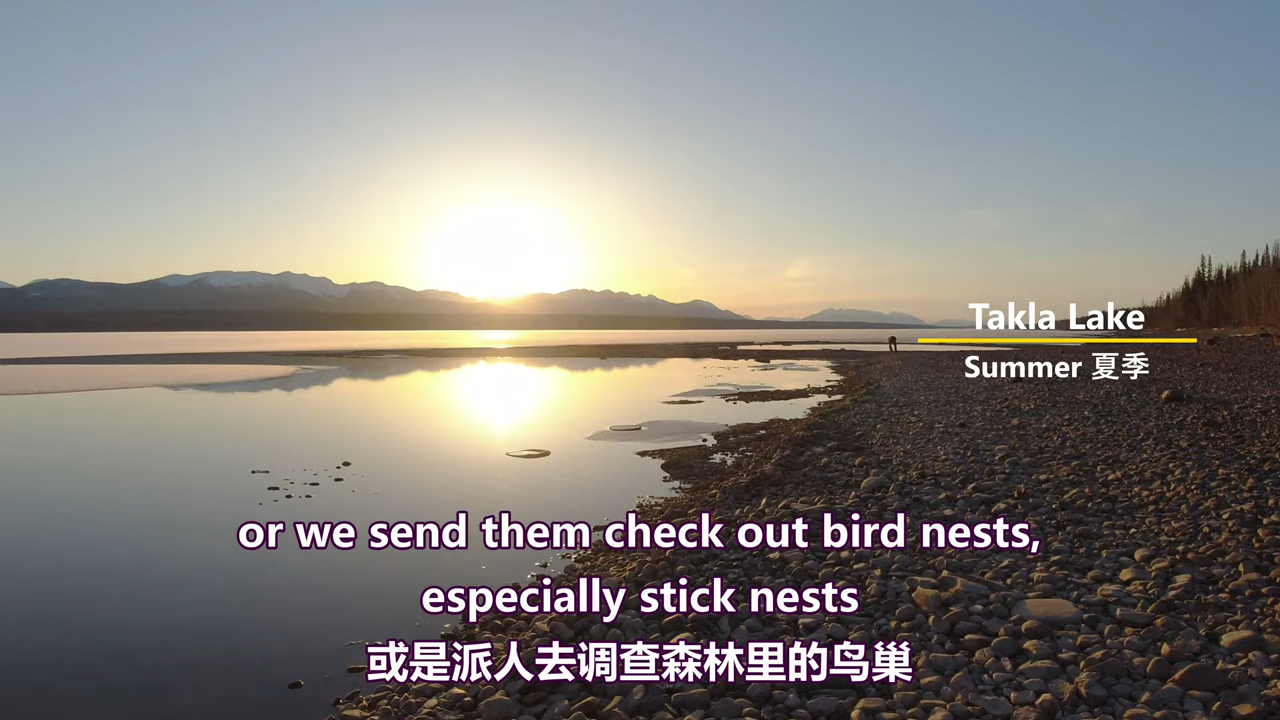 Takla Lake
Summer 夏季
or we send them check out bird nests,
especially stick nests
或是派人去调查森林里的鸟巢